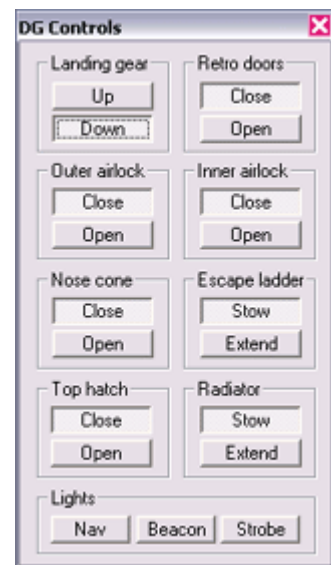 DG Controls
Landing gear
Up
Down
Retro doors
Close
Open
Outer airlock
Close
Open
Inner airlock
Close
Open
Nose cone
Close
Open
Escape ladder
Stow
Extend
Top hatch
Close
Open
Radiator
Stow
Extend
Lights
Nav Beacon Strobe